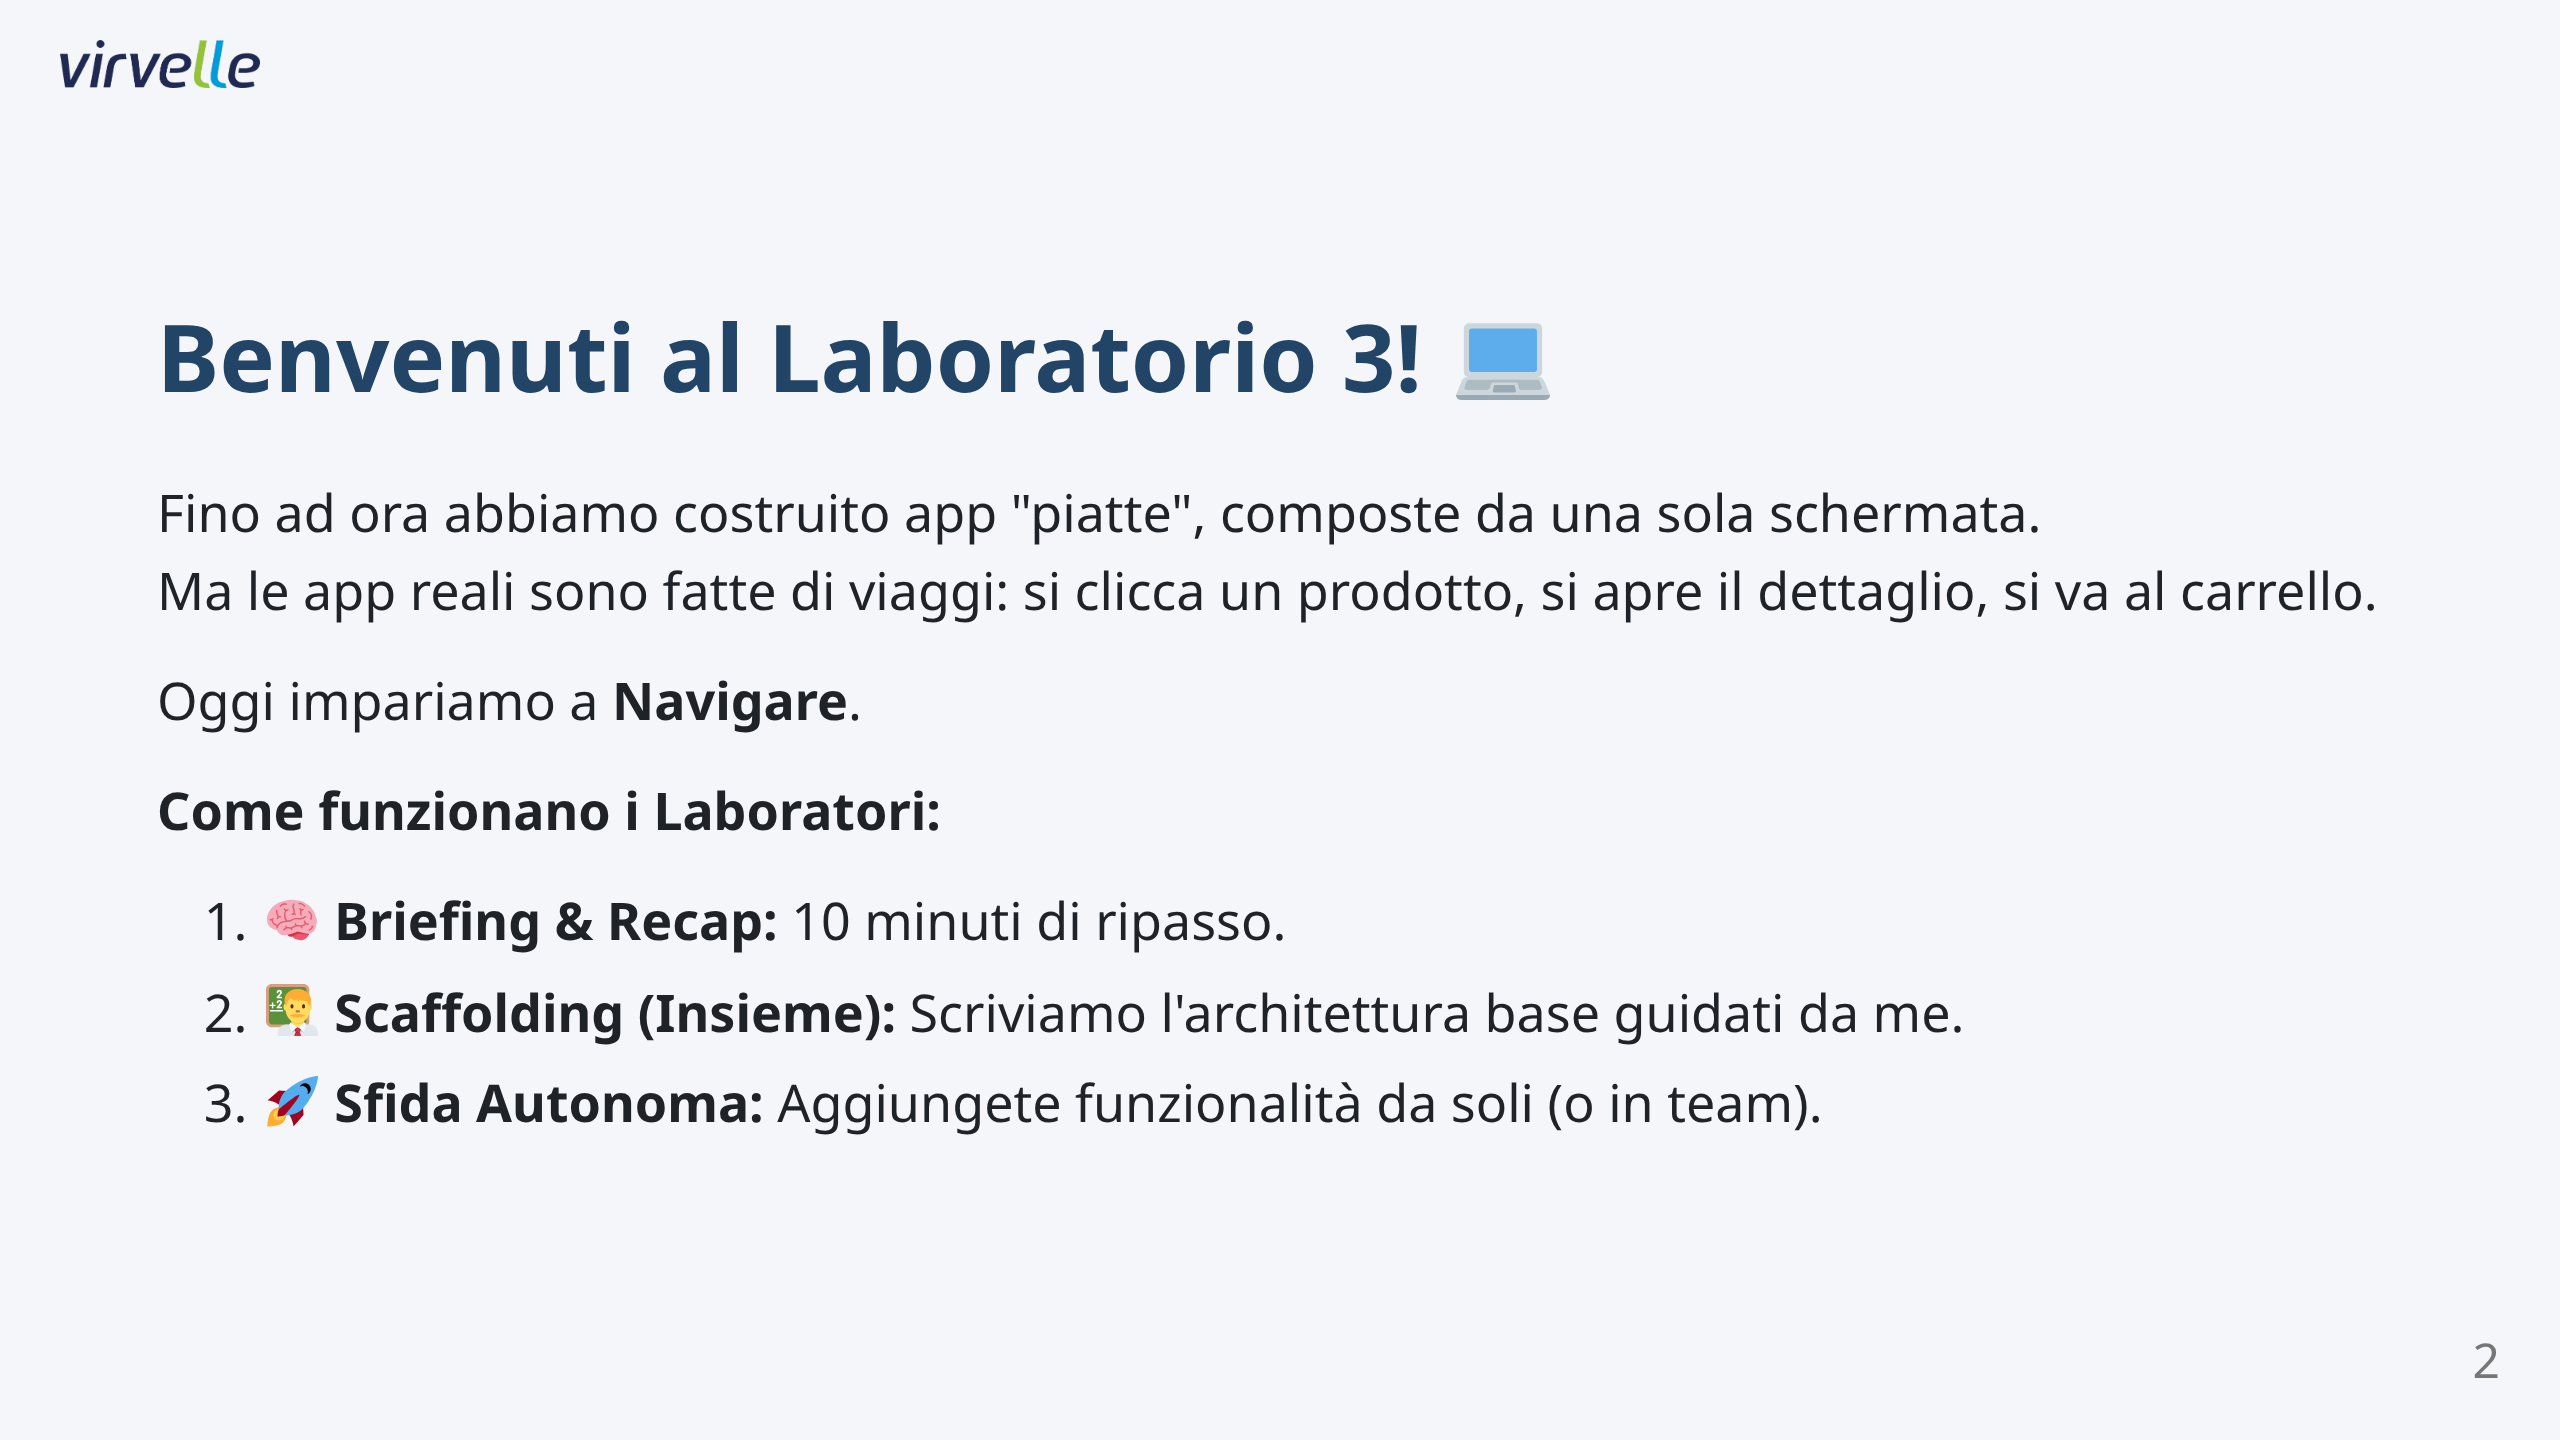 virvelle
Benvenuti al Laboratorio 3! 💻
Fino ad ora abbiamo costruito app "piatte", composte da una sola schermata.
Ma le app reali sono fatte di viaggi: si clicca un prodotto, si apre il dettaglio, si va al carrello.
Oggi impariamo a Navigare.
Come funzionano i Laboratori:
1. 🧠 Briefing & Recap: 10 minuti di ripasso.
2. 👨‍🏫 Scaffolding (Insieme): Scriviamo l'architettura base guidati da me.
3. 🚀 Sfida Autonoma: Aggiungete funzionalità da soli (o in team).
2